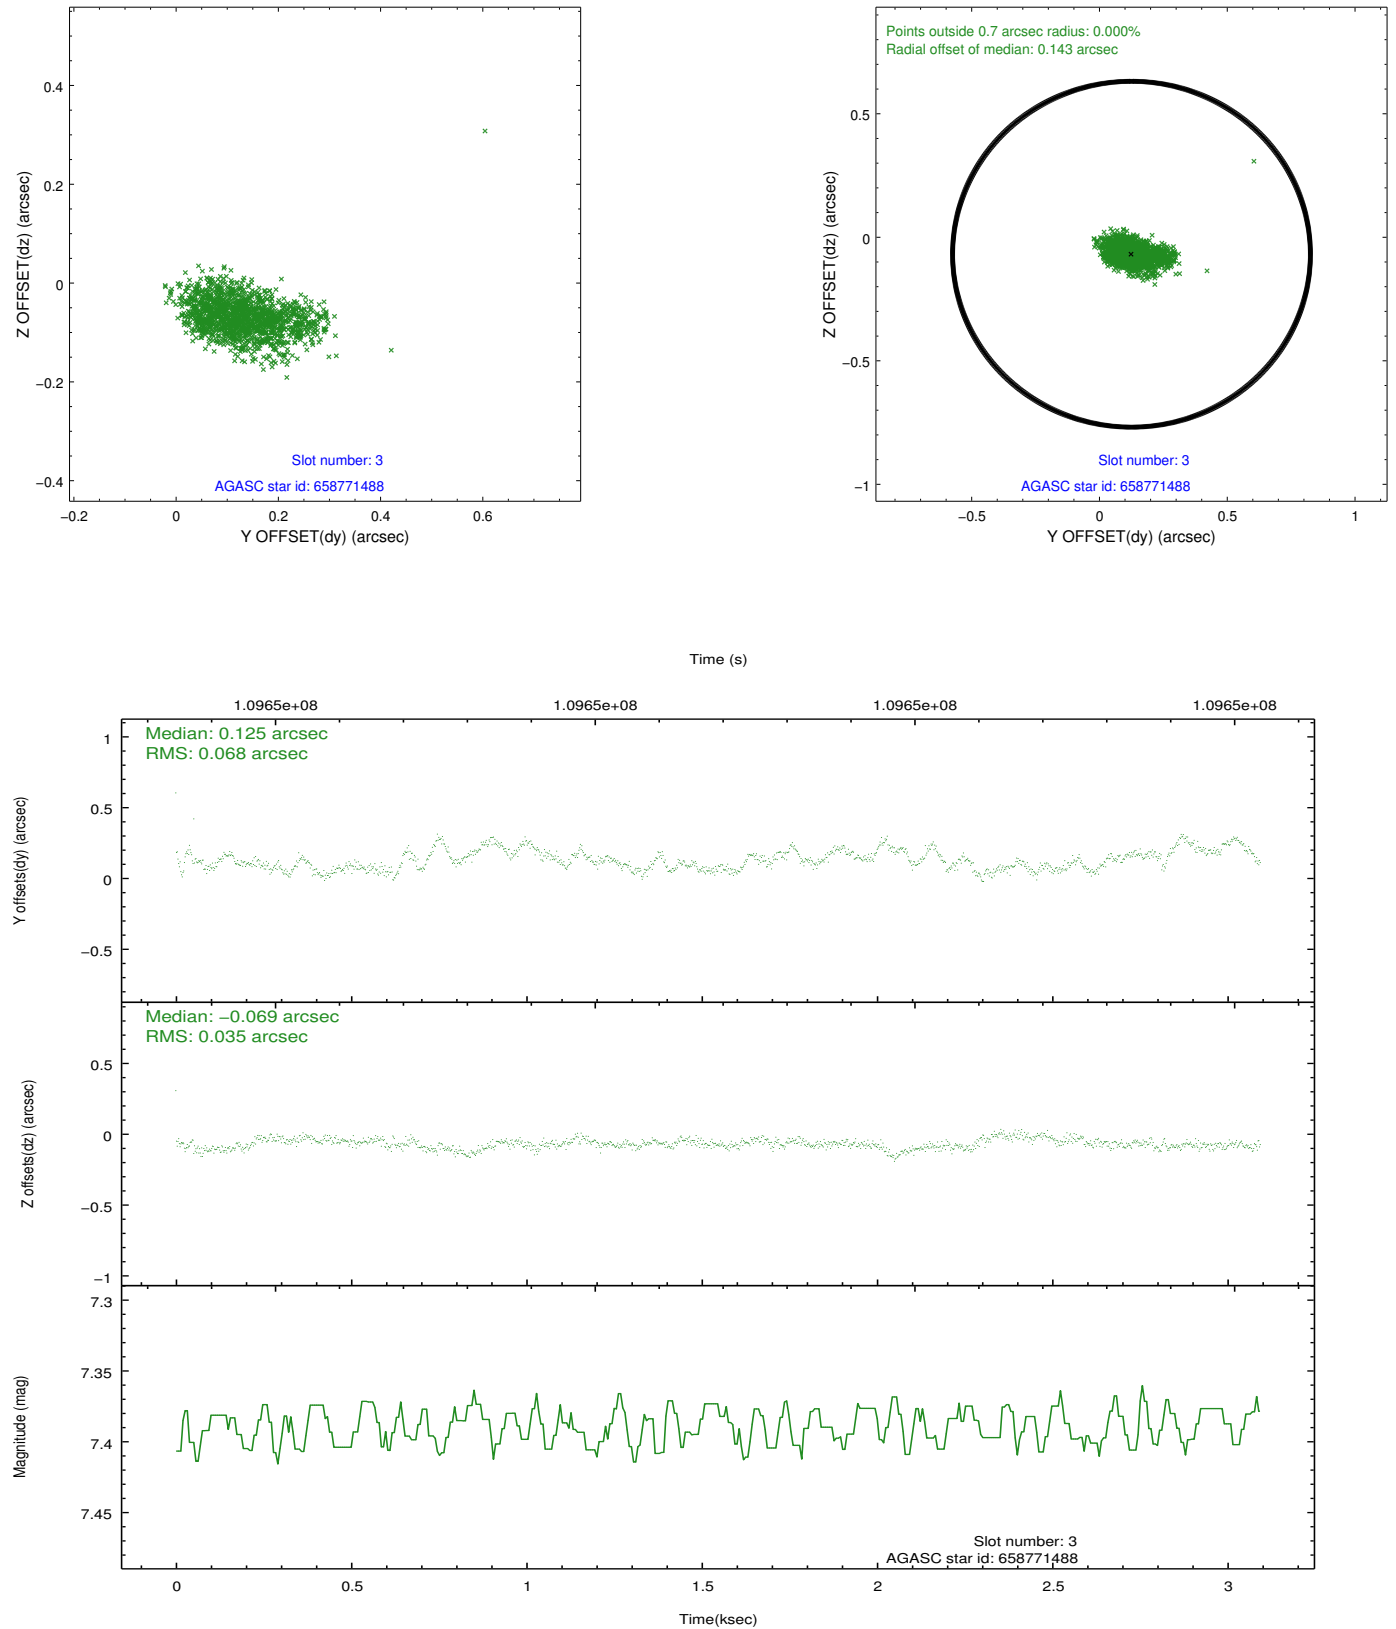 0.4
0.2
0
−0.2
−0.4
Z OFFSET(dz) (arcsec)
Slot number: 3
AGASC star id: 658771488
−0.2 0 0.2 0.4 0.6
Y OFFSET(dy) (arcsec)
Points outside 0.7 arcsec radius: 0.000%
Radial offset of median: 0.143 arcsec
0.5
0
−0.5
−1
Z OFFSET(dz) (arcsec)
Slot number: 3
AGASC star id: 658771488
−0.5 0 0.5 1
Y OFFSET(dy) (arcsec)
Time (s)
1.0965e+08 1.0965e+08 1.0965e+08 1.0965e+08
Median: 0.125 arcsec
RMS: 0.068 arcsec
1
0.5
0
−0.5
Y offsets(dy) (arcsec)
Median: −0.069 arcsec
RMS: 0.035 arcsec
0.5
0
−0.5
−1
Z offsets(dz) (arcsec)
7.3
7.35
7.4
7.45
Magnitude (mag)
Slot number: 3
AGASC star id: 658771488
0 0.5 1 1.5 2 2.5 3
Time(ksec)